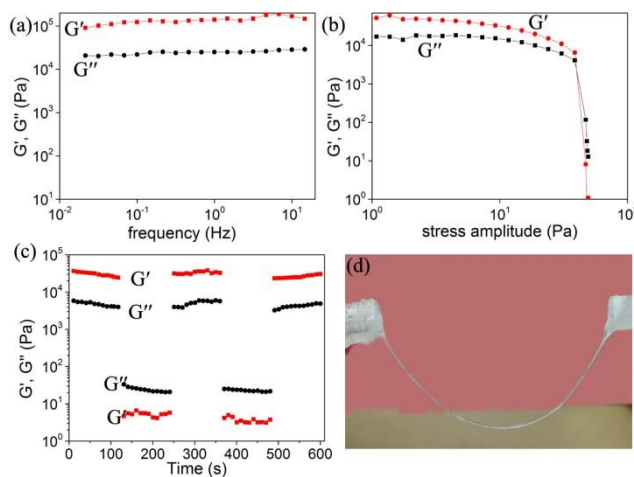 (a)
G'
G''
G', G'' (Pa)
10⁵
10⁴
10³
10²
10¹
10⁻²
10⁻¹
10⁰
10¹
frequency (Hz)
(b)
G'
G''
G', G'' (Pa)
10⁴
10³
10²
10¹
10⁰
10⁰
10¹
10²
stress amplitude (Pa)
(c)
G'
G''
G''
G'
G', G'' (Pa)
10⁵
10⁴
10³
10²
10¹
10⁰
0 100 200 300 400 500 600
Time (s)
(d)